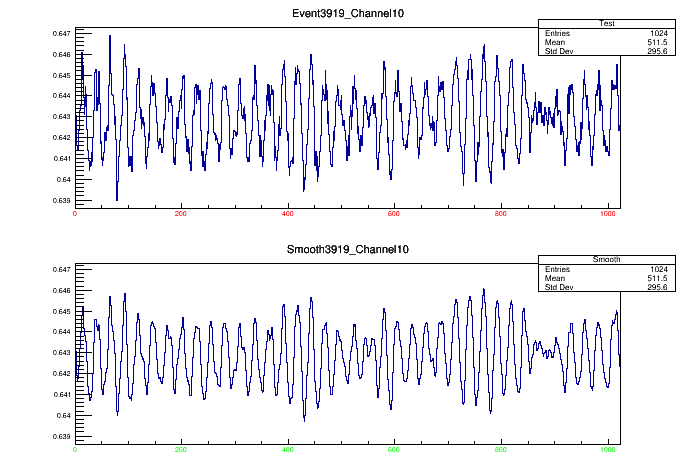 Event3919_Channel10
Test
Entries 1024
Mean 511.5
Std Dev 295.6
0.647
0.646
0.645
0.644
0.643
0.642
0.641
0.64
0.639
0 200 400 600 800 1000
Smooth3919_Channel10
Smooth
Entries 1024
Mean 511.5
Std Dev 295.6
0.647
0.646
0.645
0.644
0.643
0.642
0.641
0.64
0.639
0 200 400 600 800 1000